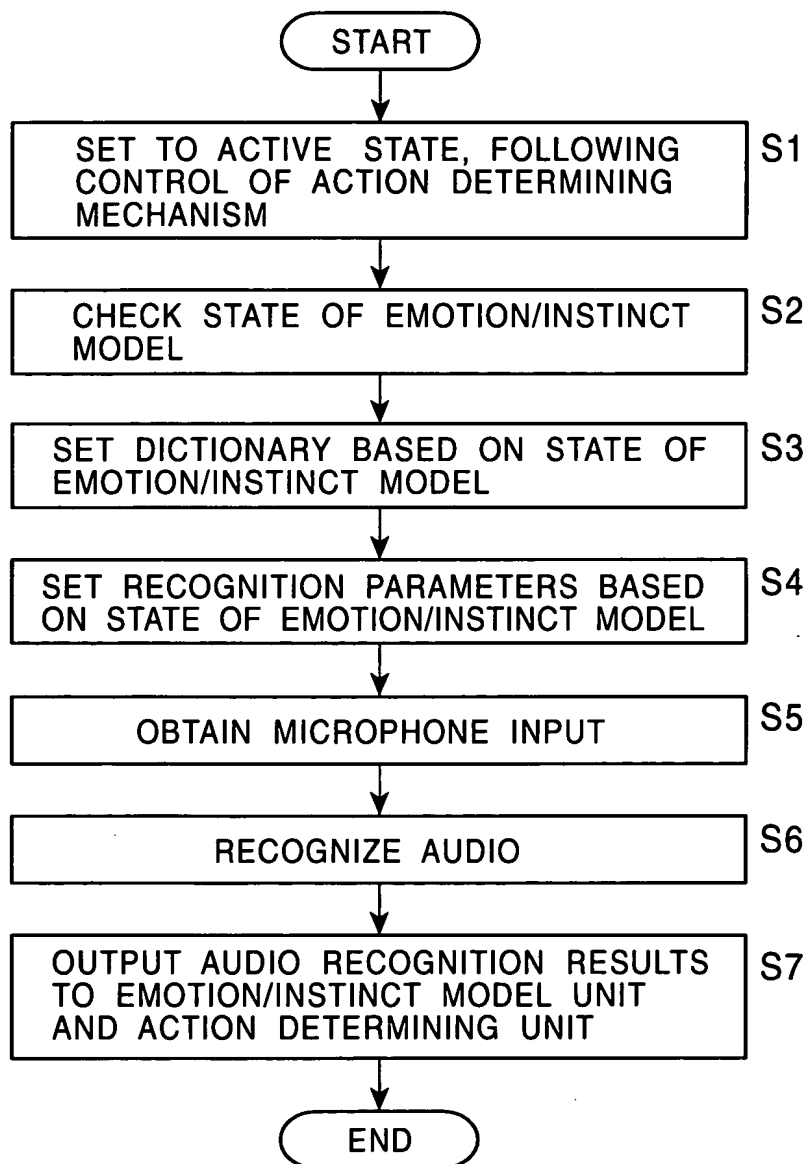 START
SET TO ACTIVE STATE, FOLLOWING S1
CONTROL OF ACTION DETERMINING
MECHANISM
CHECK STATE OF EMOTION/INSTINCT S2
MODEL
SET DICTIONARY BASED ON STATE OF S3
EMOTION/INSTINCT MODEL
SET RECOGNITION PARAMETERS BASED S4
ON STATE OF EMOTION/INSTINCT MODEL
OBTAIN MICROPHONE INPUT S5
RECOGNIZE AUDIO S6
OUTPUT AUDIO RECOGNITION RESULTS S7
TO EMOTION/INSTINCT MODEL UNIT
AND ACTION DETERMINING UNIT
END